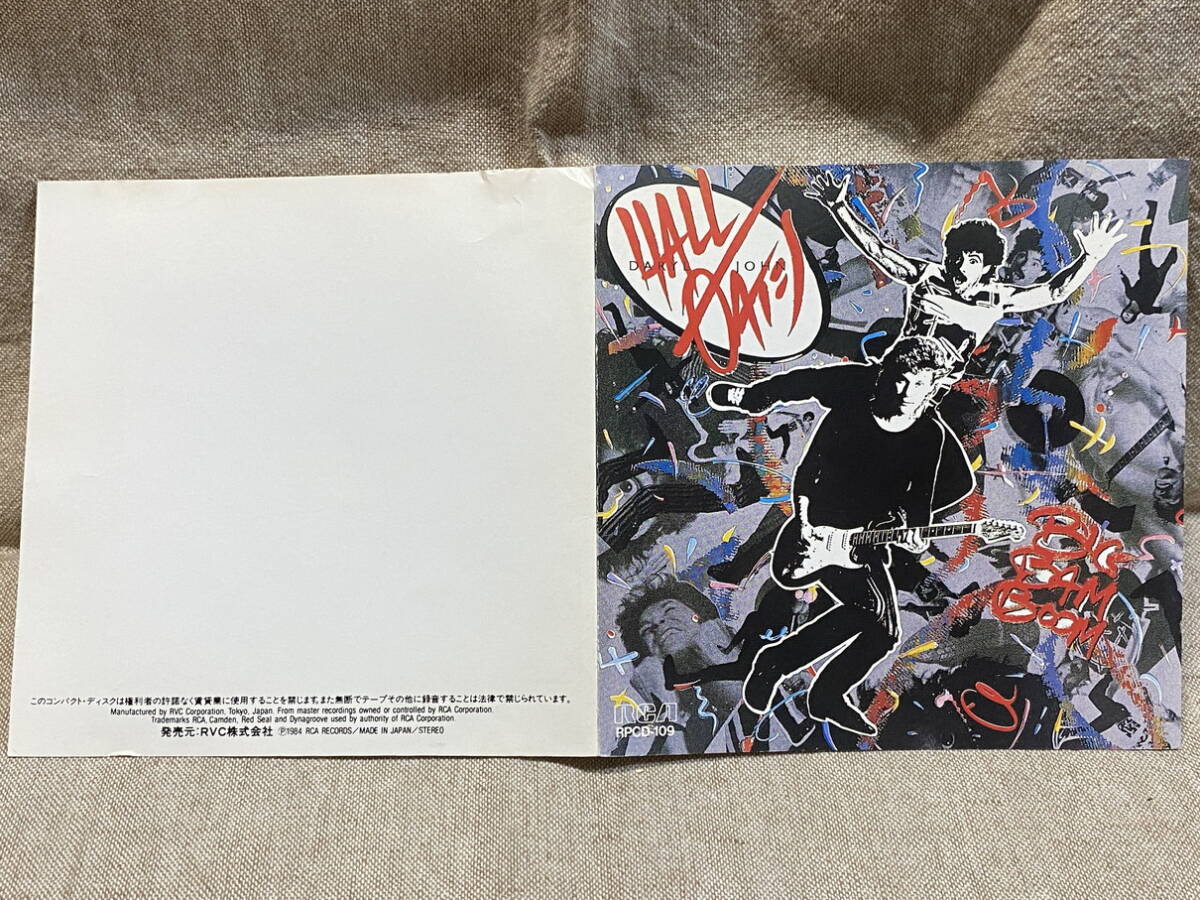 このコンパクト・ディスクは権利者の許諾なく賃貸業に使用することを禁じます。また無断でテープその他に録音することは法律で禁じられています。
Manufactured by RVC Corporation, Tokyo, Japan. From master recordings owned or controlled by RCA Corporation.
Trademarks RCA, Camden, Red Seal and Dynagroove used by authority of RCA Corporation.
発売元:RVC株式会社 Ⓟ1984 RCA RECORDS/MADE IN JAPAN/STEREO
HALL/
DARYL JOHN
OATES
BIG
BAM
BOOM
RCA
RPCD-109